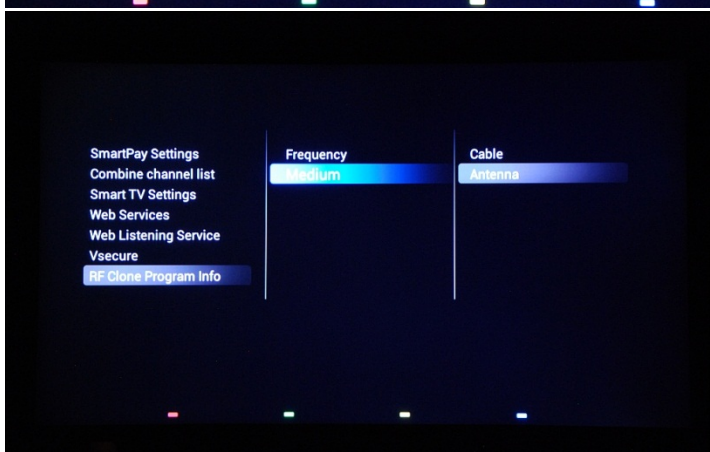 SmartPay Settings
Combine channel list
Smart TV Settings
Web Services
Web Listening Service
Vsecure
RF Clone Program Info
Frequency
Medium
Cable
Antenna